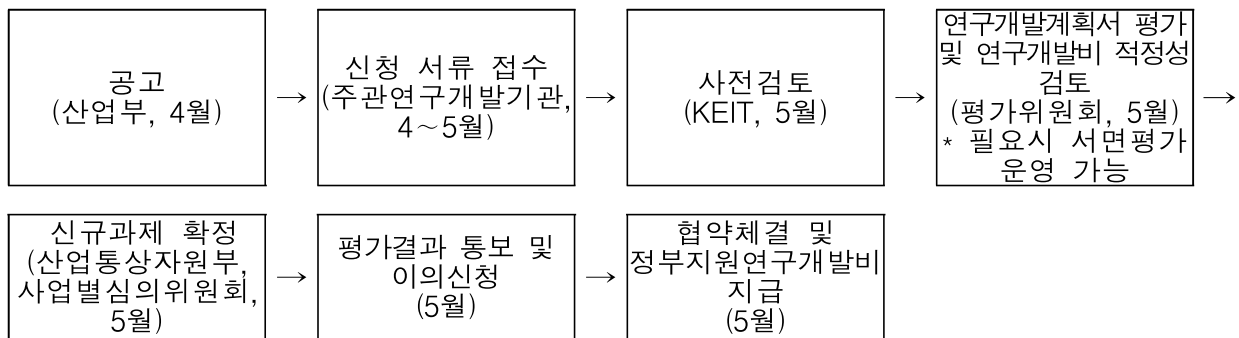 공고
(산업부, 4월)
→
신청 서류 접수
(주관연구개발기관,
4~5월)
→
사전검토
(KEIT, 5월)
→
연구개발계획서 평가
및 연구개발비 적정성
검토
(평가위원회, 5월)
* 필요시 서면평가
운영 가능
→
신규과제 확정
(산업통상자원부,
사업별심의위원회,
5월)
→
평가결과 통보 및
이의신청
(5월)
→
협약체결 및
정부지원연구개발비
지급
(5월)